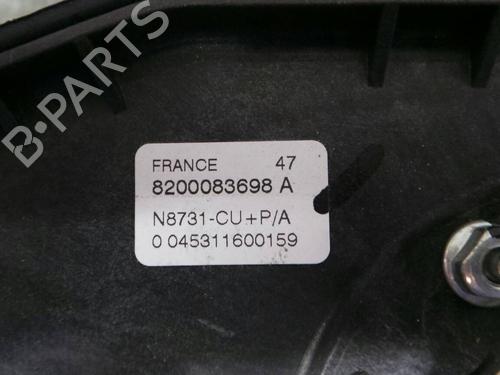 B-PARTS
FRANCE 47
8200083698 A
N8731-CU+P/A
0 045311600159